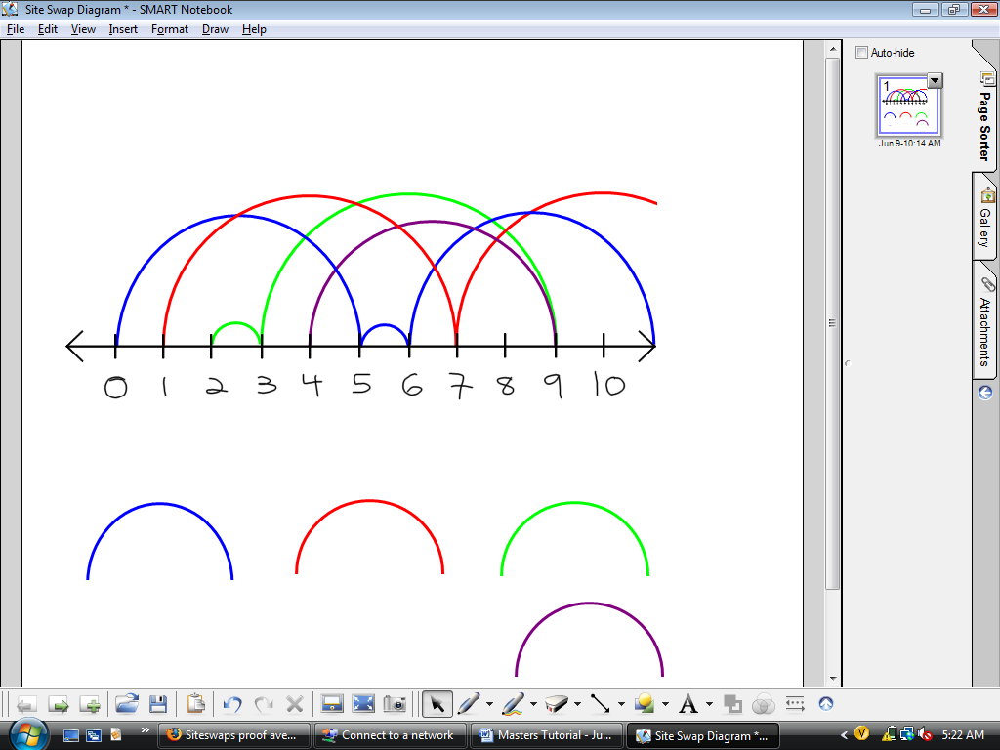 Site Swap Diagram * - SMART Notebook
File Edit View Insert Format Draw Help
Auto-hide
1
Jun 9-10:14 AM
Page Sorter
Gallery
Attachments
0 1 2 3 4 5 6 7 8 9 10
A
» Siteswaps proof ave... Connect to a network Masters Tutorial - Ju... Site Swap Diagram *... < V 5:22 AM